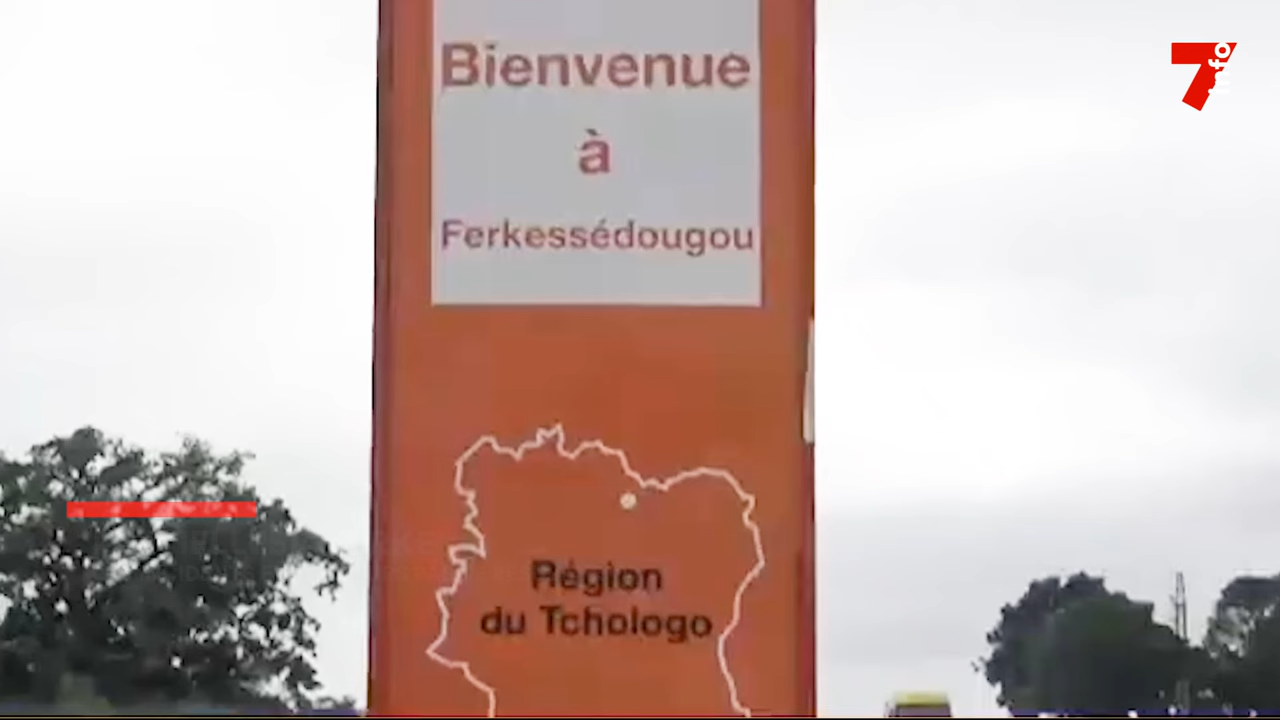 Bienvenue
à
Ferkessédougou
Région
du Tchologo
7info